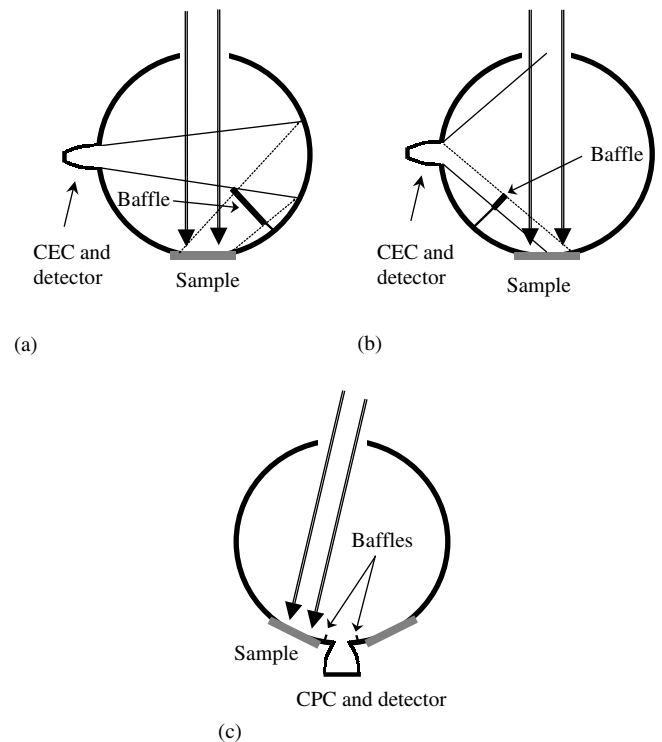 Baffle
CEC and
detector
Sample
(a)
Baffle
CEC and
detector
Sample
(b)
Baffles
Sample
CPC and detector
(c)